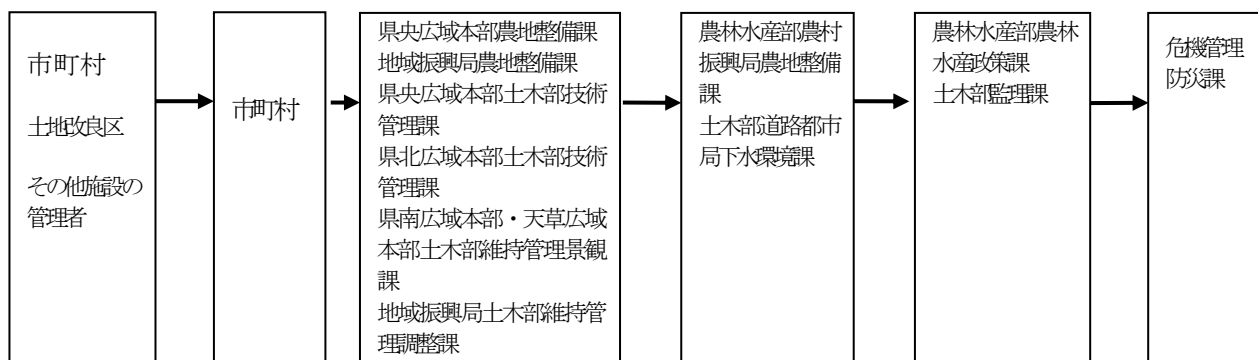 市町村
土地改良区
その他施設の
管理者
市町村
県央広域本部農地整備課
地域振興局農地整備課
県央広域本部土木部技術
管理課
県北広域本部土木部技術
管理課
県南広域本部・天草広域
本部土木部維持管理景観
課
地域振興局土木部維持管
理調整課
農林水産部農村
振興局農地整備
課
土木部道路都市
局下水環境課
農林水産部農林
水産政策課
土木部監理課
危機管理
防災課